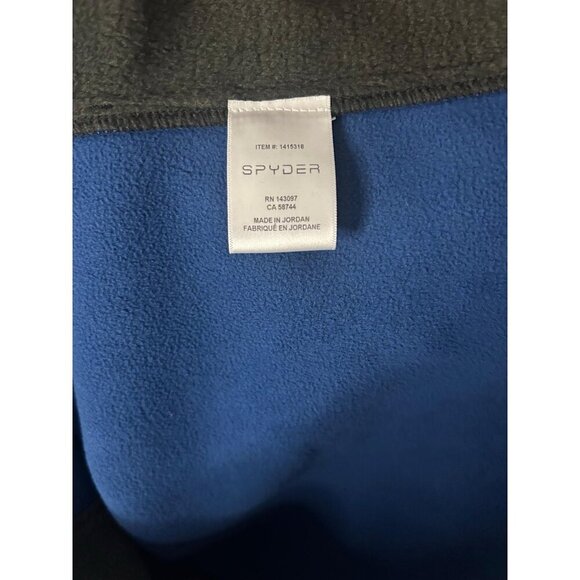 ITEM #: 1415318
SPYDER
RN 143097
CA 58744
MADE IN JORDAN
FABRIQUÉ EN JORDANE